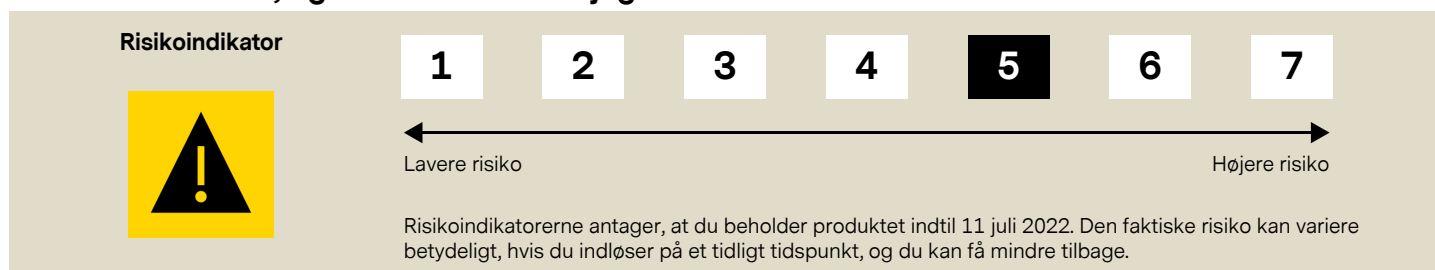 Risikoindikator
1 2 3 4 5 6 7
Lavere risiko Højere risiko
Risikoindikatorerne antager, at du beholder produktet indtil 11 juli 2022. Den faktiske risiko kan variere
betydeligt, hvis du indløser på et tidligt tidspunkt, og du kan få mindre tilbage.